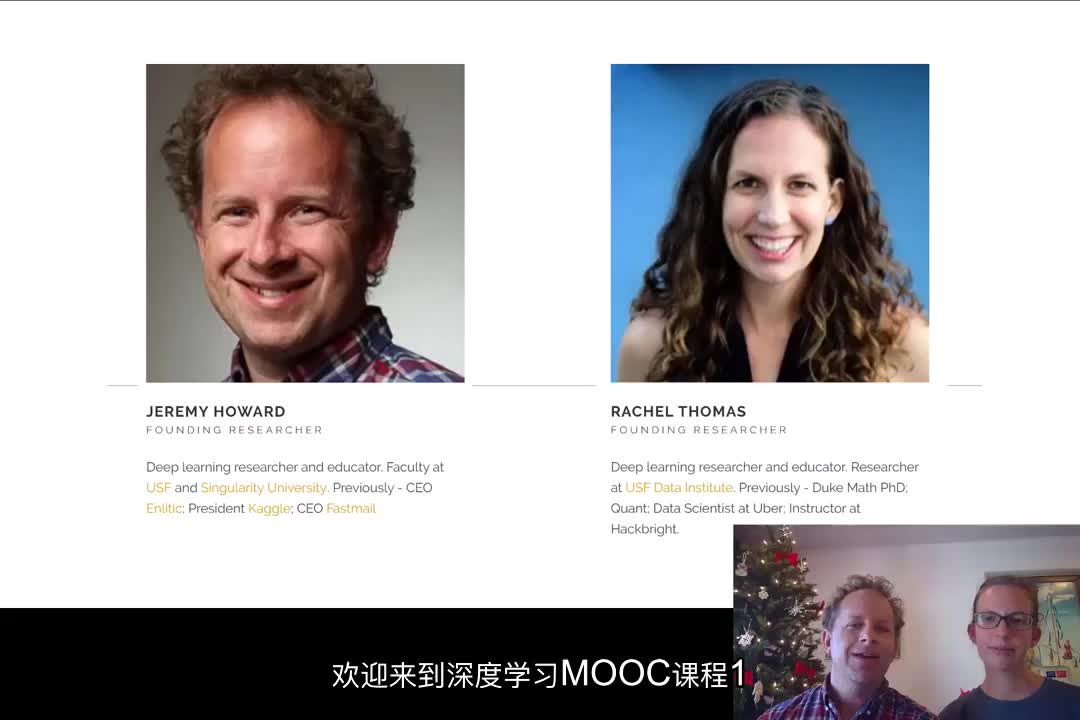 JEREMY HOWARD
FOUNDING RESEARCHER
Deep learning researcher and educator. Faculty at
USF and Singularity University. Previously - CEO
Enlitic; President Kaggle; CEO Fastmail
RACHEL THOMAS
FOUNDING RESEARCHER
Deep learning researcher and educator. Researcher
at USF Data Institute. Previously - Duke Math PhD;
Quant; Data Scientist at Uber; Instructor at
Hackbright.
欢迎来到深度学习MOOC课程1